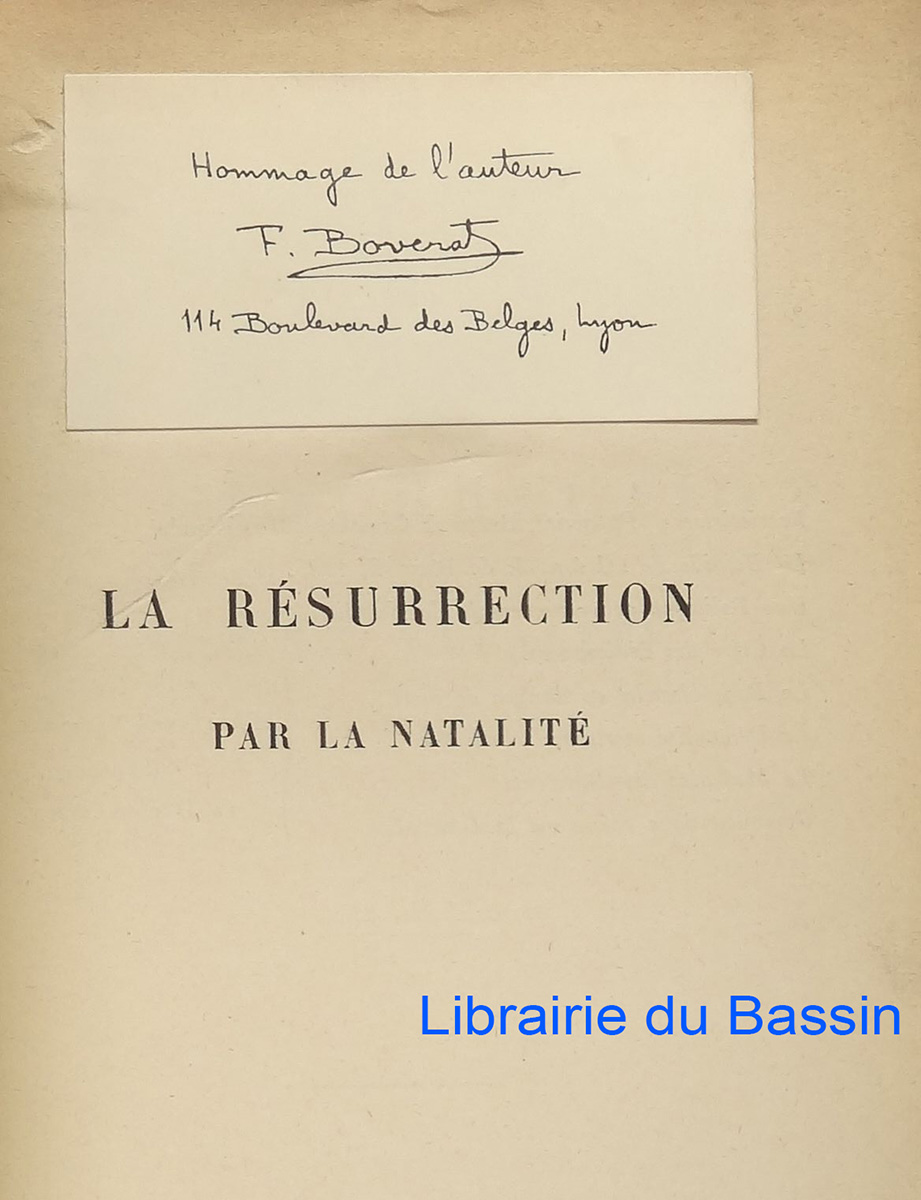 Hommage de l'auteur
F. Boverat
114 Boulevard des Belges, Lyon
LA RÉSURRECTION
PAR LA NATALITÉ
Librairie du Bassin